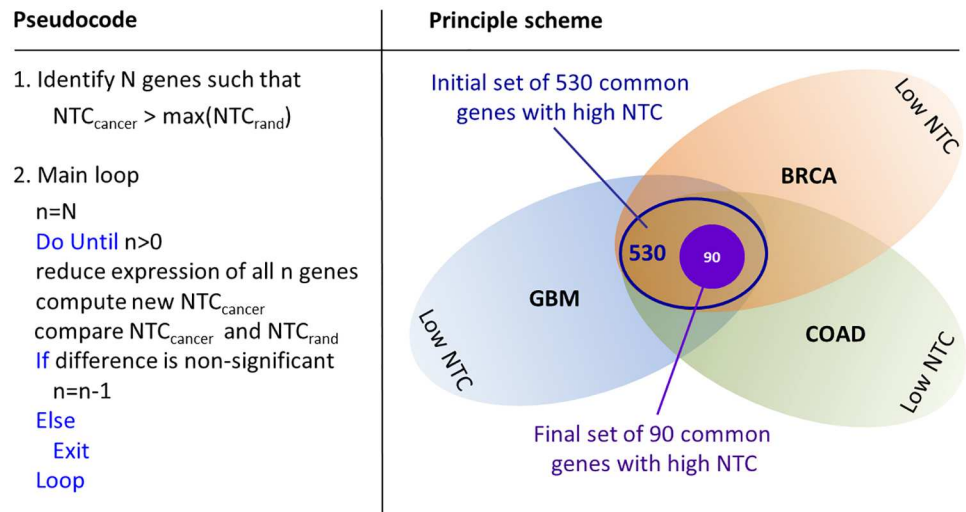 Pseudocode
1. Identify N genes such that
NTCcancer > max(NTCrand)
2. Main loop
n=N
Do Until n>0
reduce expression of all n genes
compute new NTCcancer
compare NTCcancer and NTCrand
If difference is non-significant
n=n-1
Else
Exit
Loop
Principle scheme
Initial set of 530 common
genes with high NTC
Low NTC
BRCA
530
90
GBM
COAD
Low NTC
Low NTC
Final set of 90 common
genes with high NTC